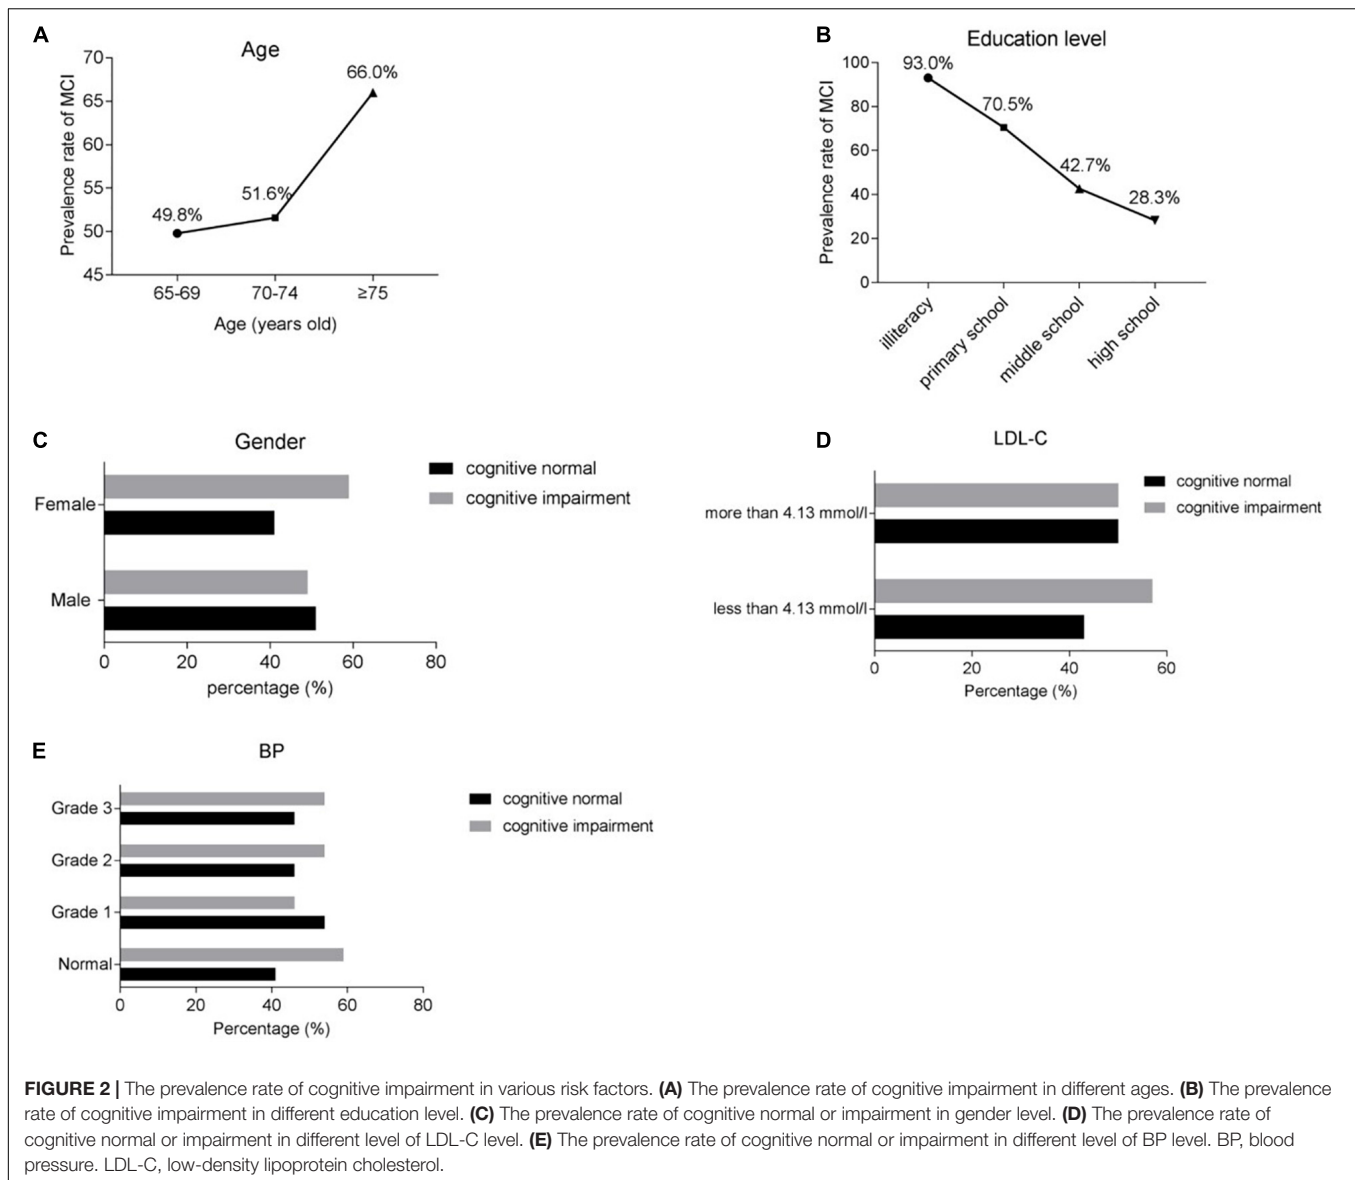 A
Age
Prevalence rate of MCI
70
65
60
55
50
45
49.8%
51.6%
66.0%
65-69
70-74
≥75
Age (years old)
B
Education level
Prevalence rate of MCI
100
80
60
40
20
0
93.0%
70.5%
42.7%
28.3%
illiteracy
primary school
middle school
high school
C
Gender
cognitive normal
cognitive impairment
Female
Male
0 20 40 60 80
percentage (%)
D
LDL-C
cognitive normal
cognitive impairment
more than 4.13 mmol/l
less than 4.13 mmol/l
0 20 40 60
Percentage (%)
E
BP
cognitive normal
cognitive impairment
Grade 3
Grade 2
Grade 1
Normal
0 20 40 60 80
Percentage (%)
FIGURE 2 | The prevalence rate of cognitive impairment in various risk factors. (A) The prevalence rate of cognitive impairment in different ages. (B) The prevalence
rate of cognitive impairment in different education level. (C) The prevalence rate of cognitive normal or impairment in gender level. (D) The prevalence rate of
cognitive normal or impairment in different level of LDL-C level. (E) The prevalence rate of cognitive normal or impairment in different level of BP level. BP, blood
pressure. LDL-C, low-density lipoprotein cholesterol.